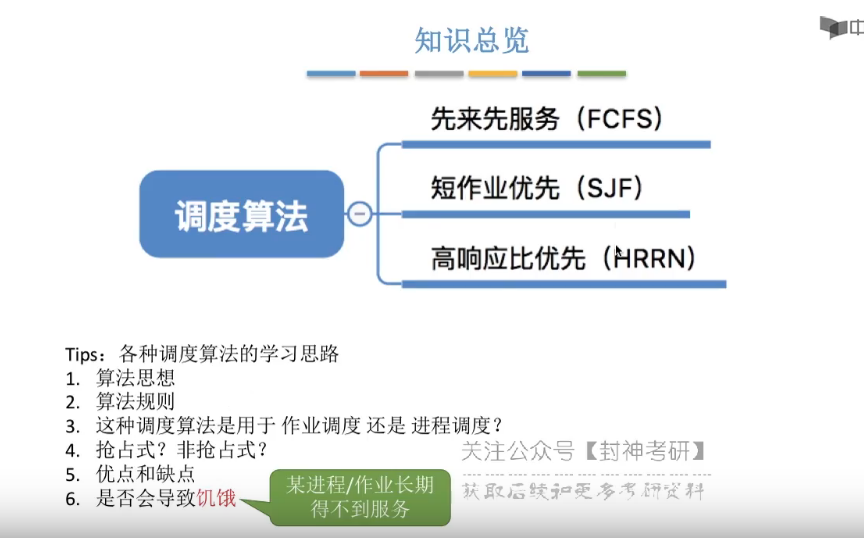 知识总览
先来先服务（FCFS）
短作业优先（SJF）
调度算法
高响应比优先（HRRN）
Tips：各种调度算法的学习思路
1. 算法思想
2. 算法规则
3. 这种调度算法是用于 作业调度 还是 进程调度？
4. 抢占式？非抢占式？
5. 优点和缺点
6. 是否会导致饥饿
某进程/作业长期
得不到服务
关注公众号【封神考研】
获取后续和更多考研资料
中